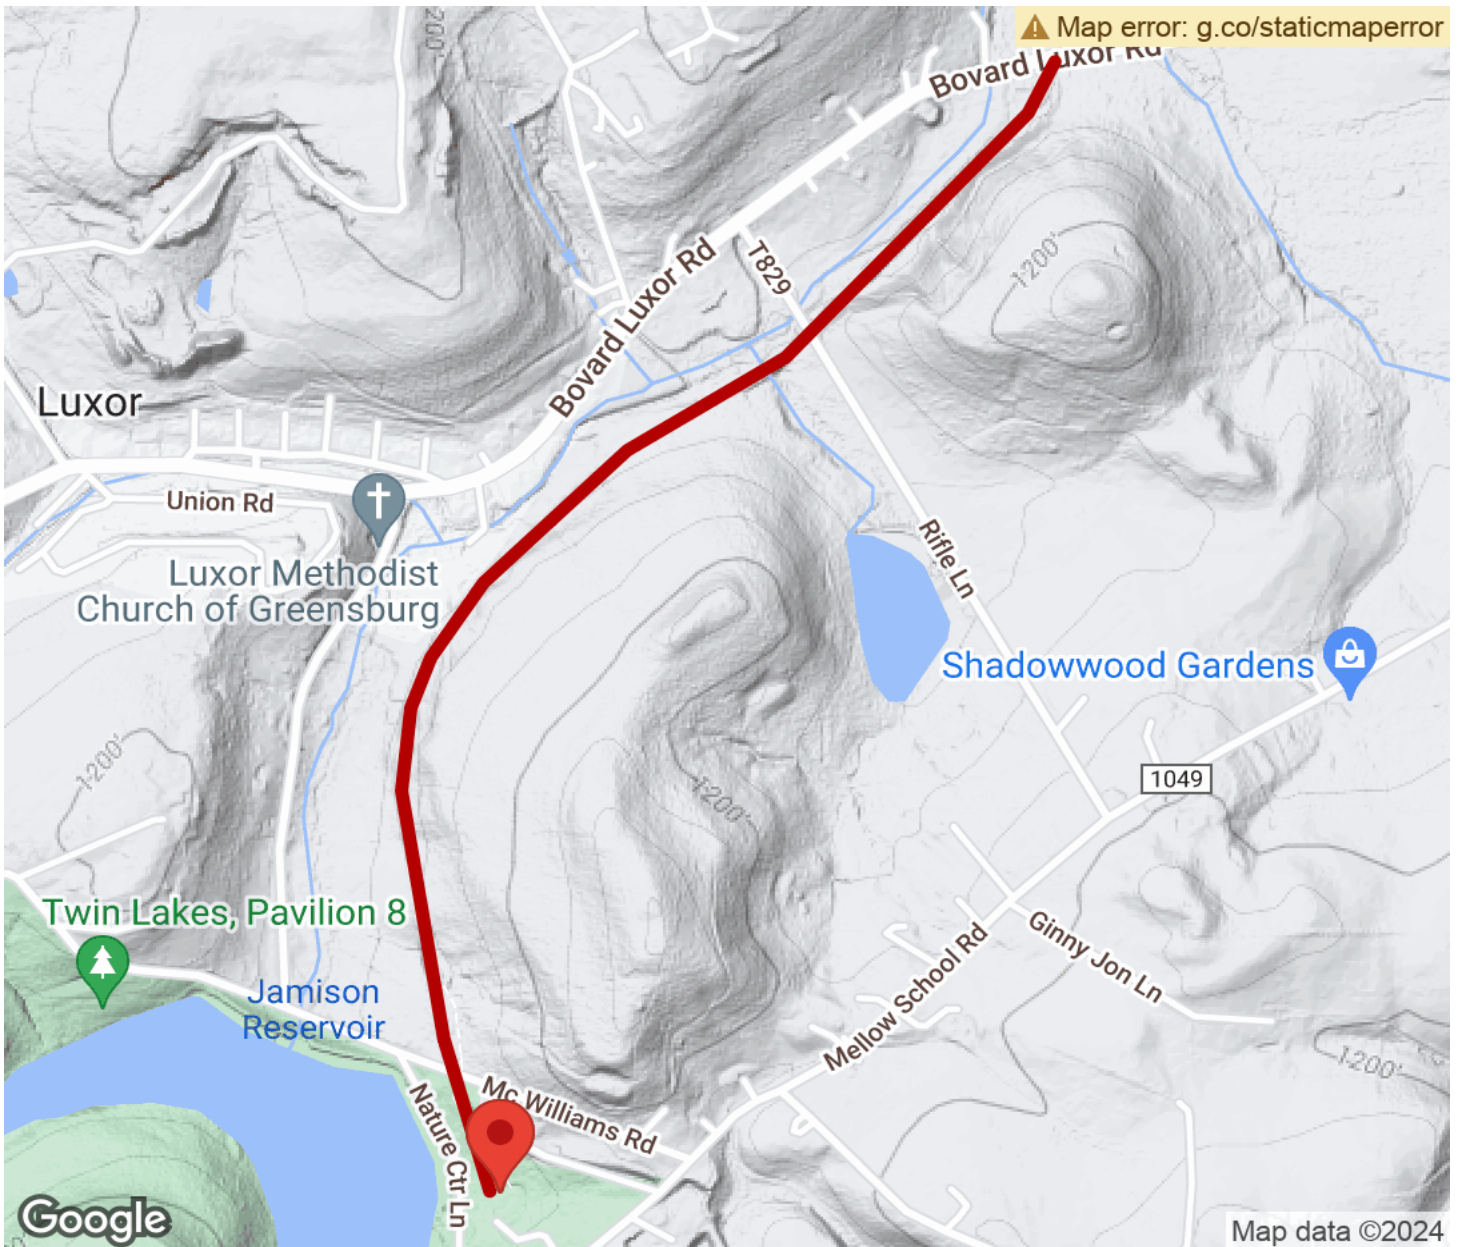 200'
Map error: g.co/staticmaperror
Bovard Luxor Rd
T829
1200'
Bovard Luxor Rd
Luxor
Union Rd
Luxor Methodist
Church of Greensburg
Rifle Ln
Shadowwood Gardens
1200'
1200'
1049
Twin Lakes, Pavilion 8
Ginny Jon Ln
Mellow School Rd
Jamison
Reservoir
1200'
Mc Williams Rd
Nature Ctr Ln
Google
Map data ©2024